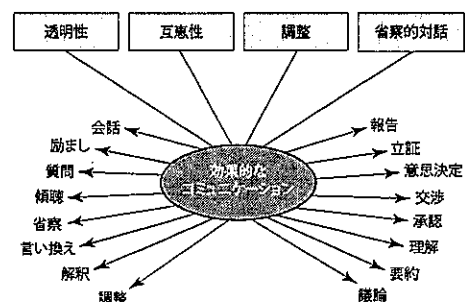 透明性
互恵性
調整
省察的対話
会話
励まし
質問
傾聴
省察
言い換え
解釈
調整
効果的な
コミュニケーション
報告
立証
意思決定
交渉
承認
理解
要約
議論